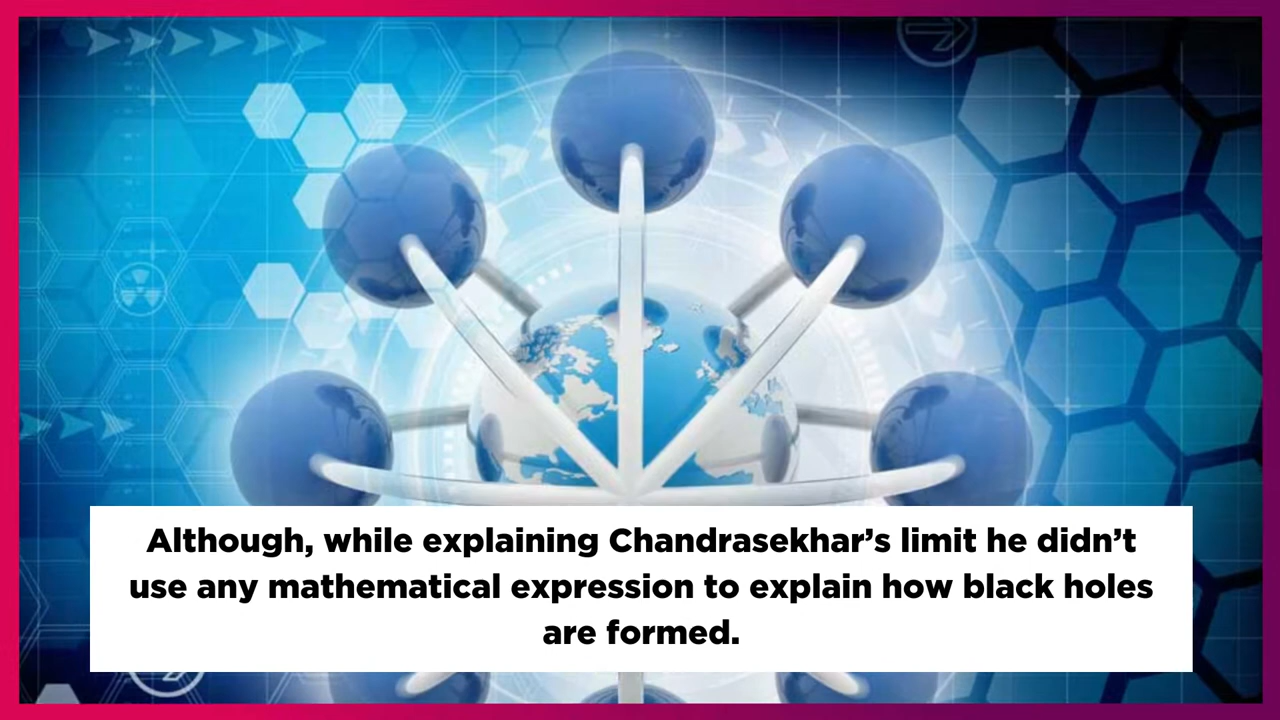 Although, while explaining Chandrasekhar’s limit he didn’t
use any mathematical expression to explain how black holes
are formed.